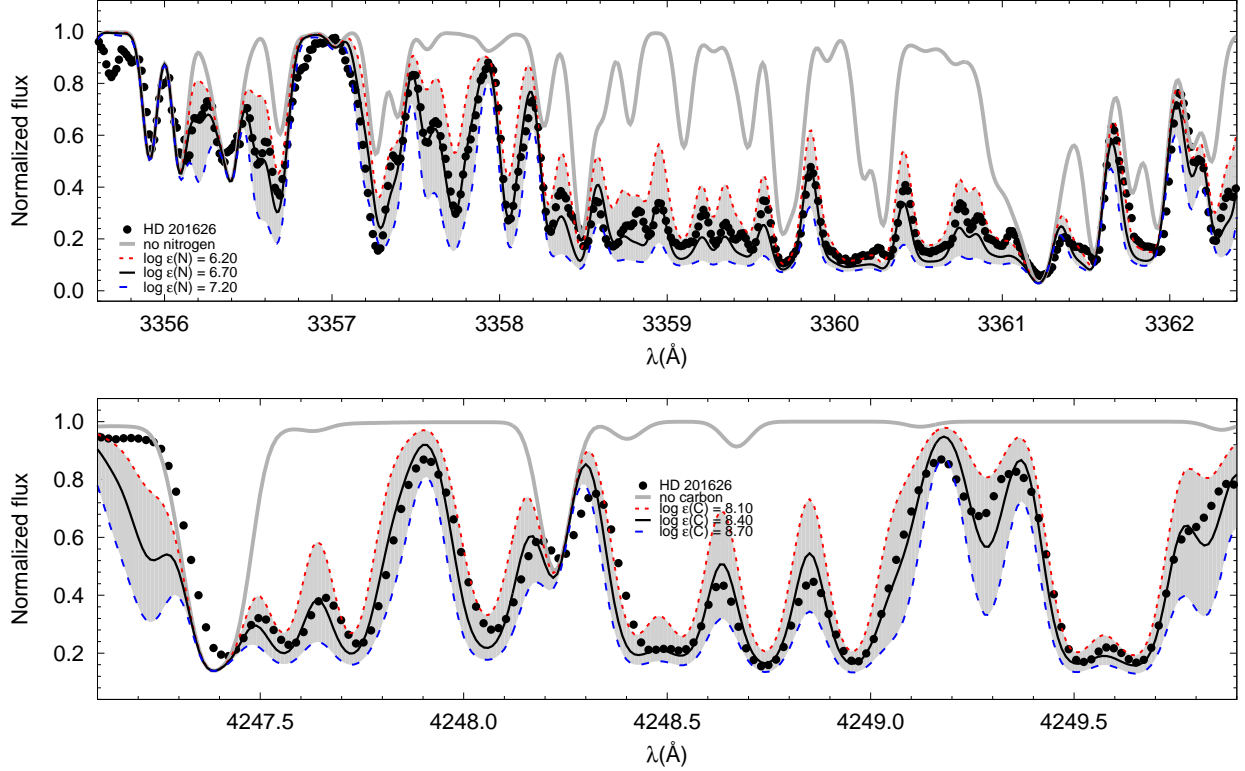 1.0
0.8
0.6
0.4
0.2
0.0
Normalized flux
HD 201626
no nitrogen
log ε(N) = 6.20
log ε(N) = 6.70
log ε(N) = 7.20
3356 3357 3358 3359 3360 3361 3362
λ(Å)
1.0
0.8
0.6
0.4
0.2
Normalized flux
HD 201626
no carbon
log ε(C) = 8.10
log ε(C) = 8.40
log ε(C) = 8.70
4247.5 4248.0 4248.5 4249.0 4249.5
λ(Å)